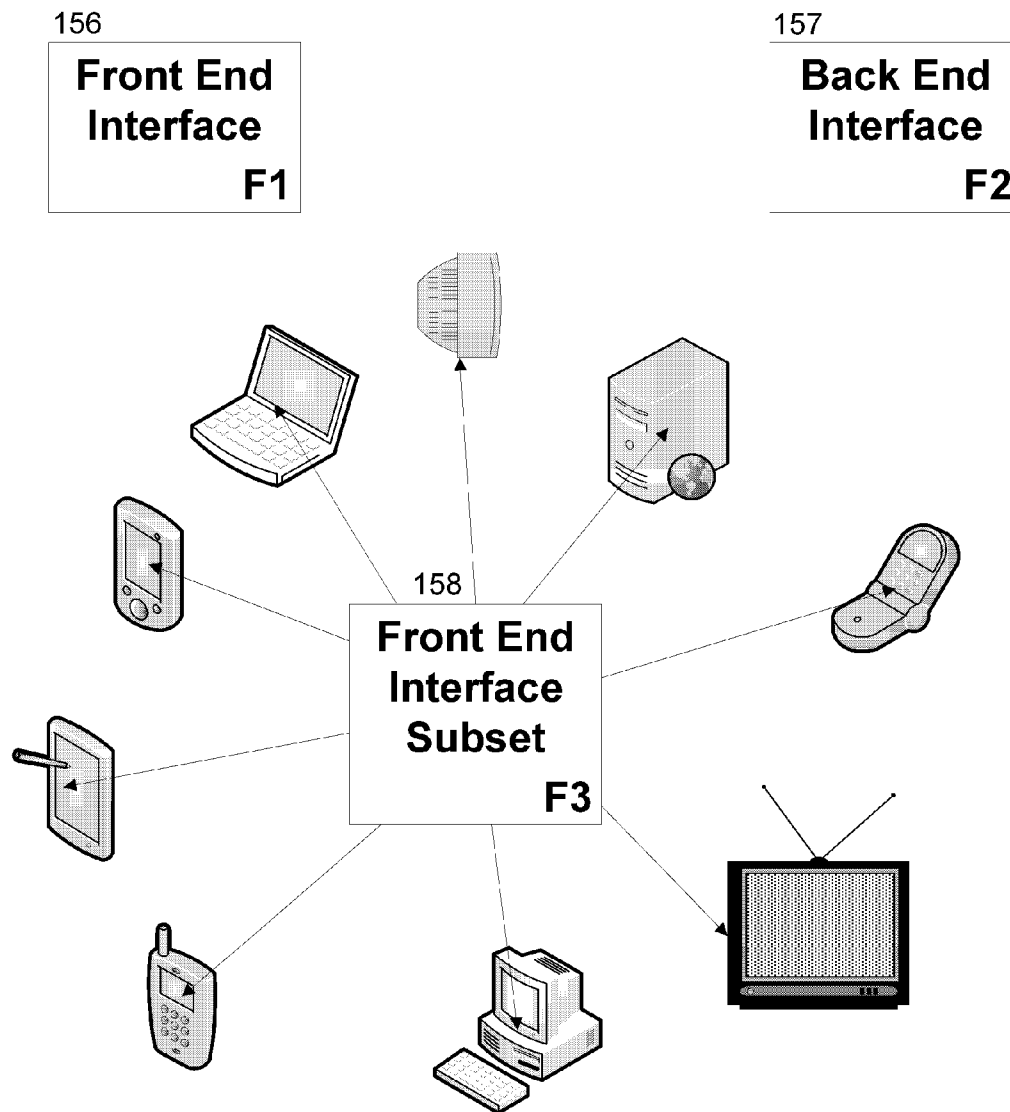 156
Front End
Interface
F1
157
Back End
Interface
F2
158
Front End
Interface
Subset
F3